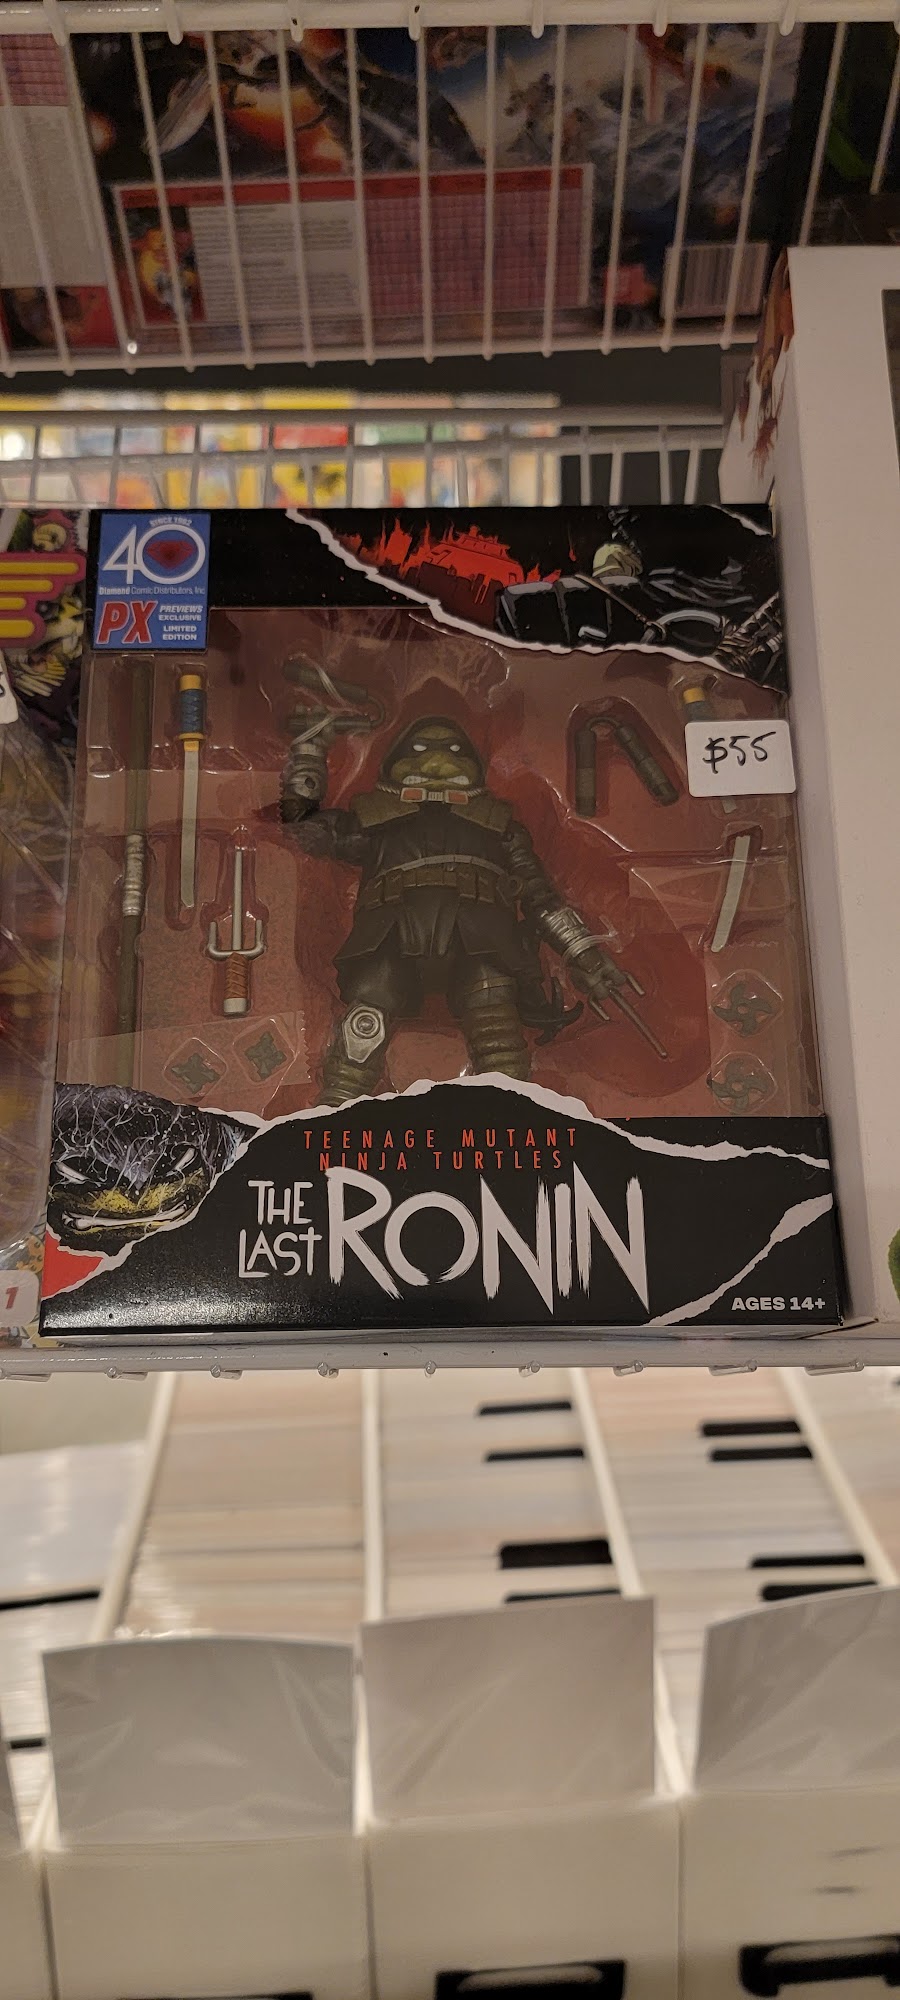 SINCE 1982
40
Diamond Comic Distributors, Inc.
PX
PREVIEWS
EXCLUSIVE
LIMITED
EDITION
$55
TEENAGE MUTANT
NINJA TURTLES
THE
LAST RONIN
AGES 14+
1